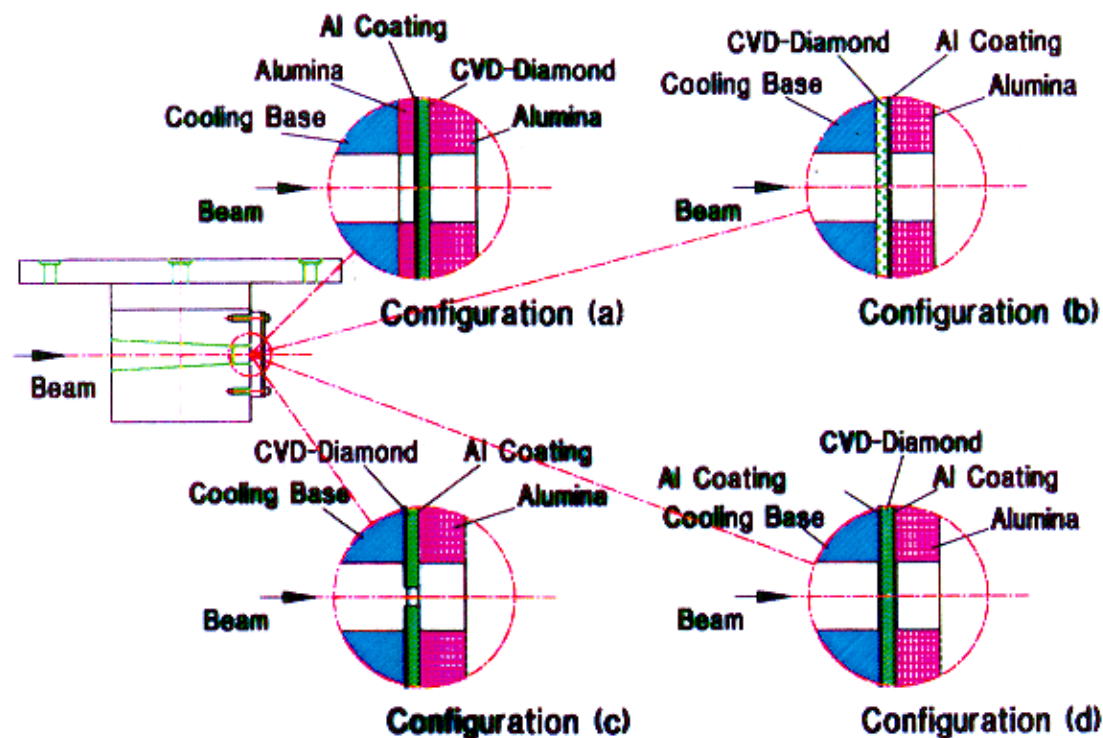 Al Coating
CVD-Diamond
Alumina
Cooling Base
Alumina
Beam
Configuration (a)
CVD-Diamond
Al Coating
Cooling Base
Alumina
Beam
Configuration (b)
Beam
CVD-Diamond
Al Coating
Cooling Base
Alumina
Beam
Configuration (c)
CVD-Diamond
Al Coating
Al Coating
Cooling Base
Alumina
Beam
Configuration (d)